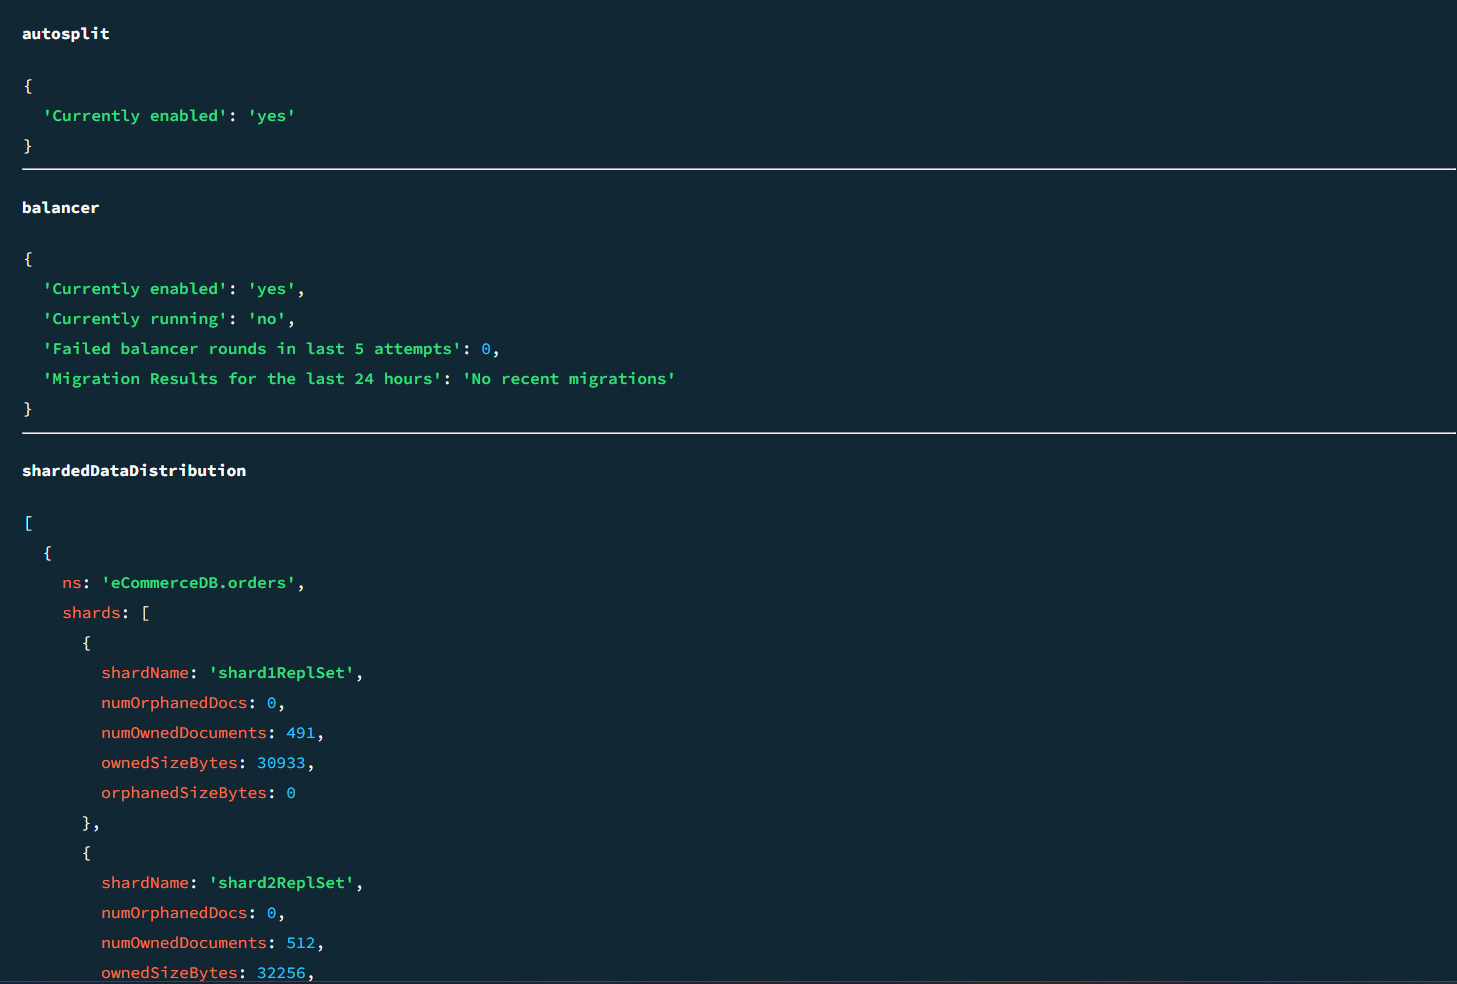 autosplit
{
  'Currently enabled': 'yes'
}
balancer
{
  'Currently enabled': 'yes',
  'Currently running': 'no',
  'Failed balancer rounds in last 5 attempts': 0,
  'Migration Results for the last 24 hours': 'No recent migrations'
}
shardedDataDistribution
[
  {
    ns: 'eCommerceDB.orders',
    shards: [
      {
        shardName: 'shard1ReplSet',
        numOrphanedDocs: 0,
        numOwnedDocuments: 491,
        ownedSizeBytes: 30933,
        orphanedSizeBytes: 0
      },
      {
        shardName: 'shard2ReplSet',
        numOrphanedDocs: 0,
        numOwnedDocuments: 512,
        ownedSizeBytes: 32256,